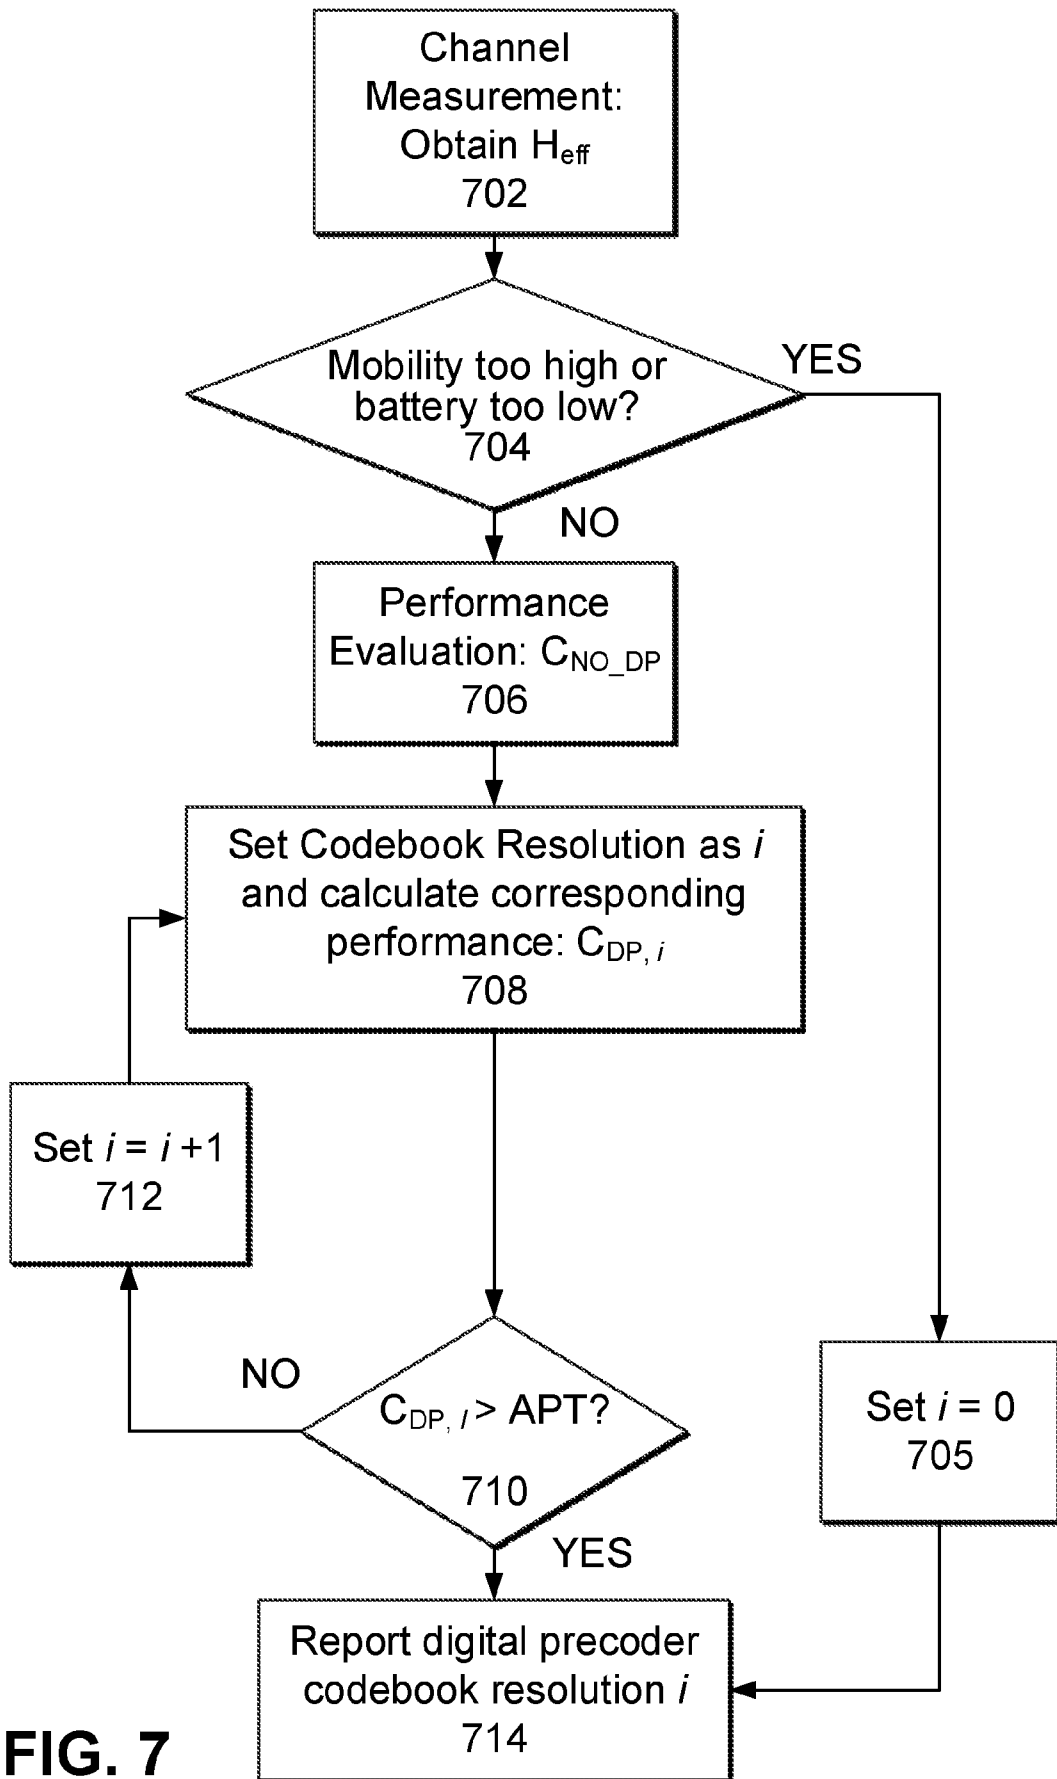 Channel
Measurement:
Obtain Heff
702
Mobility too high or
battery too low?
704
YES
NO
Performance
Evaluation: CNO_DP
706
Set Codebook Resolution as i
and calculate corresponding
performance: CDP, i
708
Set i = i +1
712
NO
CDP, I > APT?
710
YES
Set i = 0
705
Report digital precoder
codebook resolution i
714
FIG. 7